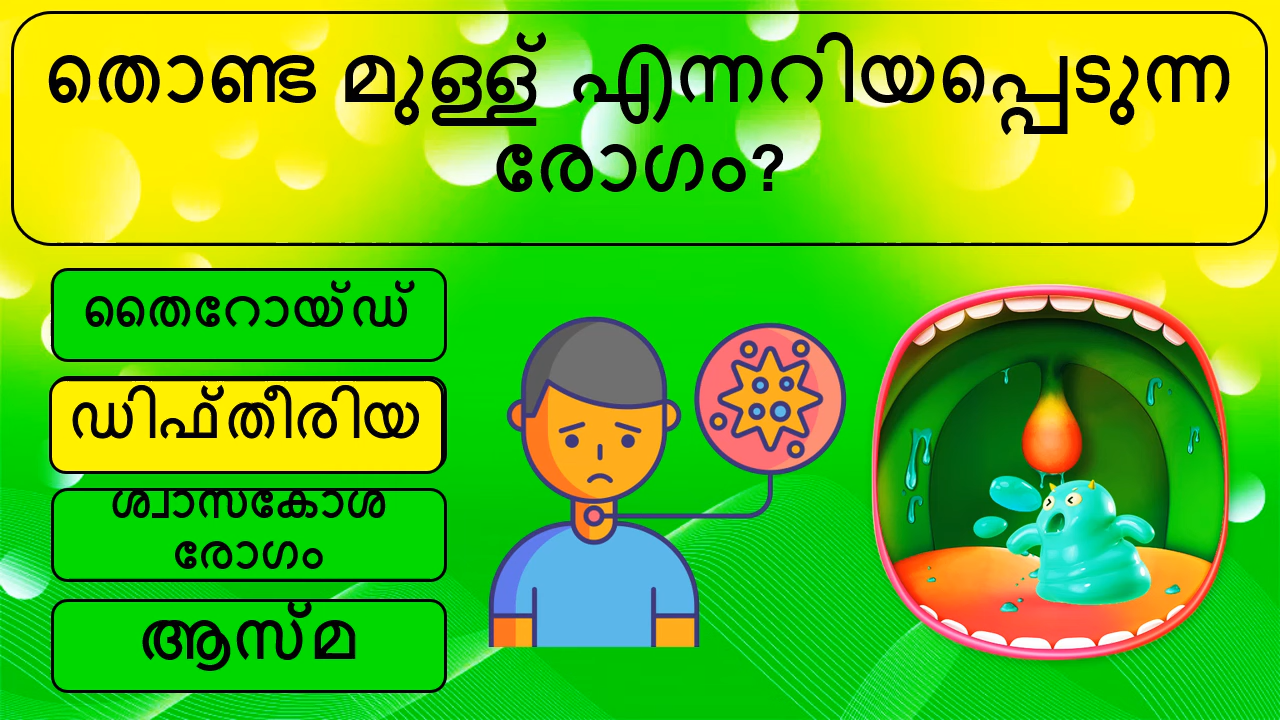 തൊണ്ട മുള്ള് എന്നറിയപ്പെടുന്ന
രോഗം?
തൈറോയ്ഡ്
ഡിഫ്തീരിയ
ശ്വാസകോശ
രോഗം
ആസ്മ